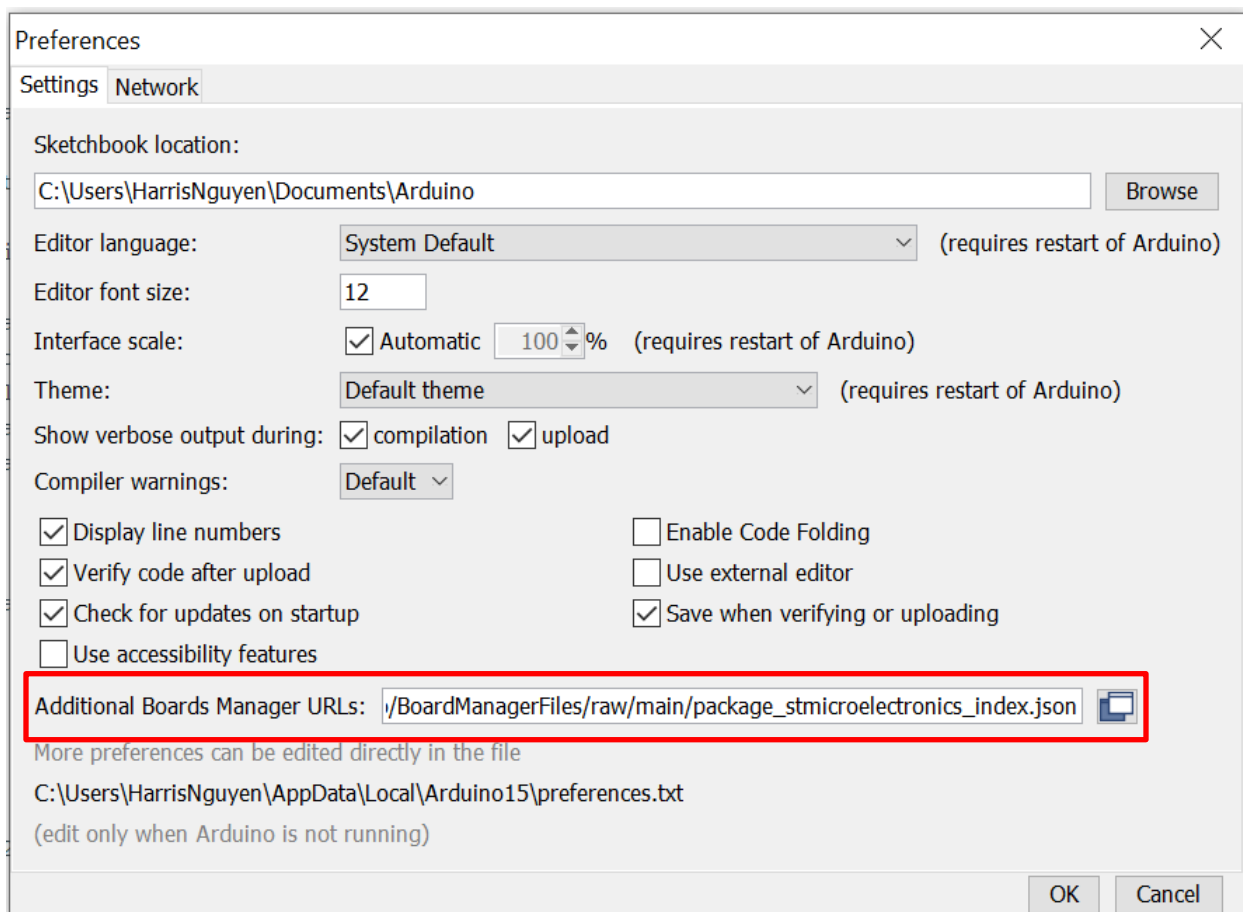 Preferences
Settings Network
Sketchbook location:
C:\Users\HarrisNguyen\Documents\Arduino Browse
Editor language: System Default (requires restart of Arduino)
Editor font size: 12
Interface scale: Automatic 100 % (requires restart of Arduino)
Theme: Default theme (requires restart of Arduino)
Show verbose output during: compilation upload
Compiler warnings: Default
Display line numbers Enable Code Folding
Verify code after upload Use external editor
Check for updates on startup Save when verifying or uploading
Use accessibility features
Additional Boards Manager URLs: /BoardManagerFiles/raw/main/package_stmicroelectronics_index.json
More preferences can be edited directly in the file
C:\Users\HarrisNguyen\AppData\Local\Arduino15\preferences.txt
(edit only when Arduino is not running)
OK Cancel